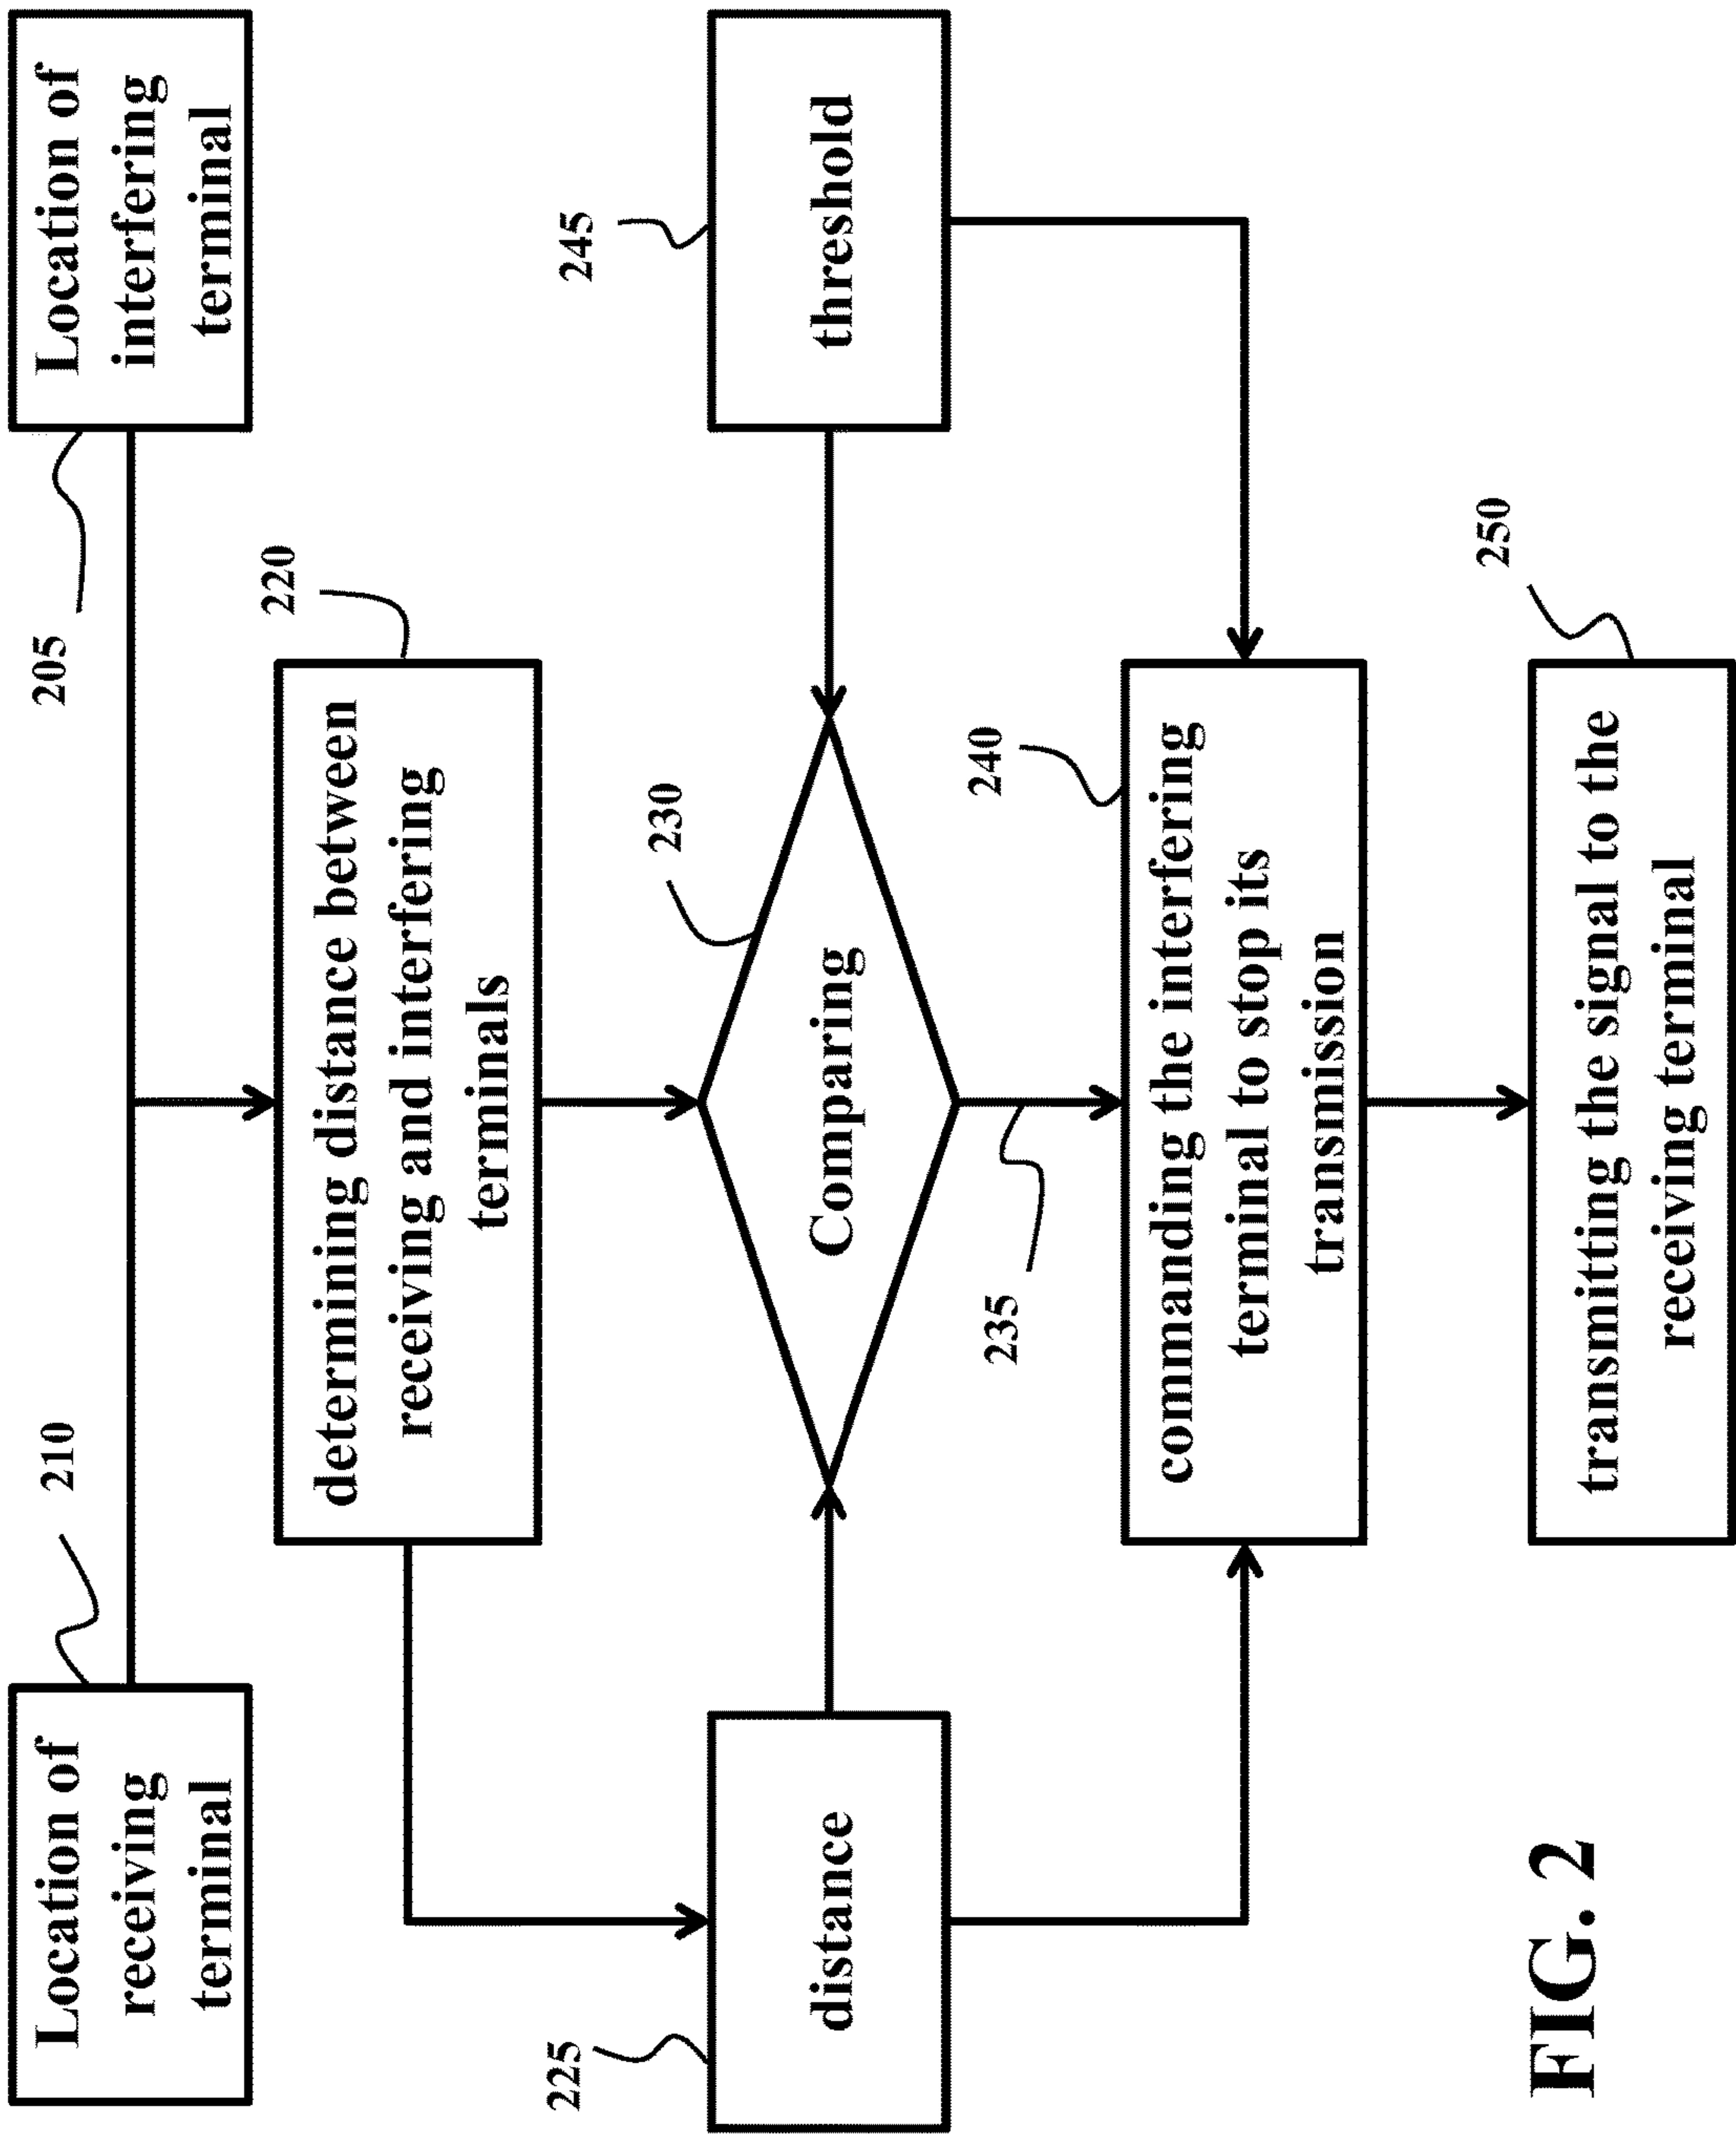 Location of
receiving
terminal
210
205
Location of
interfering
terminal
220
determining distance between
receiving and interfering
terminals
225
distance
230
Comparing
245
threshold
235
240
commanding the interfering
terminal to stop its
transmission
250
transmitting the signal to the
receiving terminal
FIG. 2